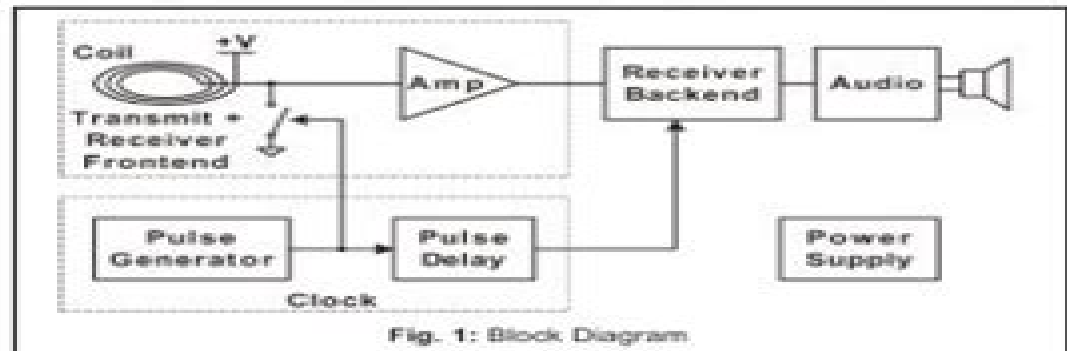 Coil
+V
Transmit +
Receiver
Frontend
Amp
Receiver
Backend
Audio
Pulse
Generator
Pulse
Delay
Clock
Power
Supply
Fig. 1: Block Diagram